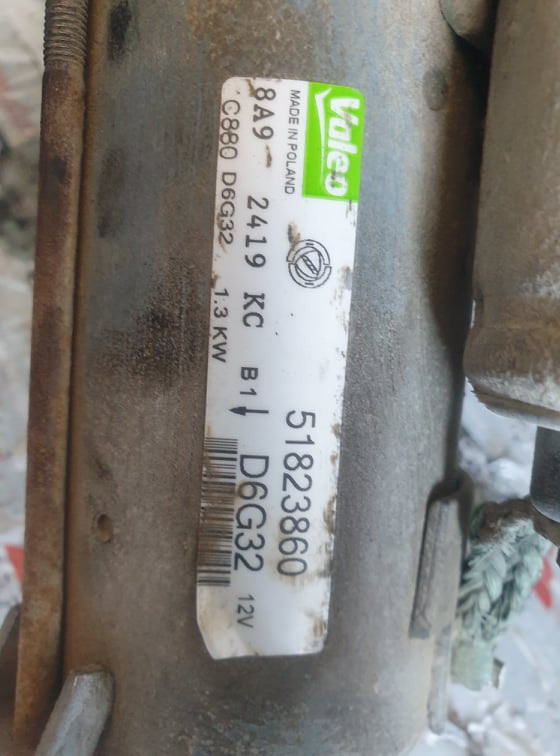 Valeo
MADE IN POLAND
51823860
8A9- 2419 KC B1 D6G32 12V
C880 D6G32 1.3 KW